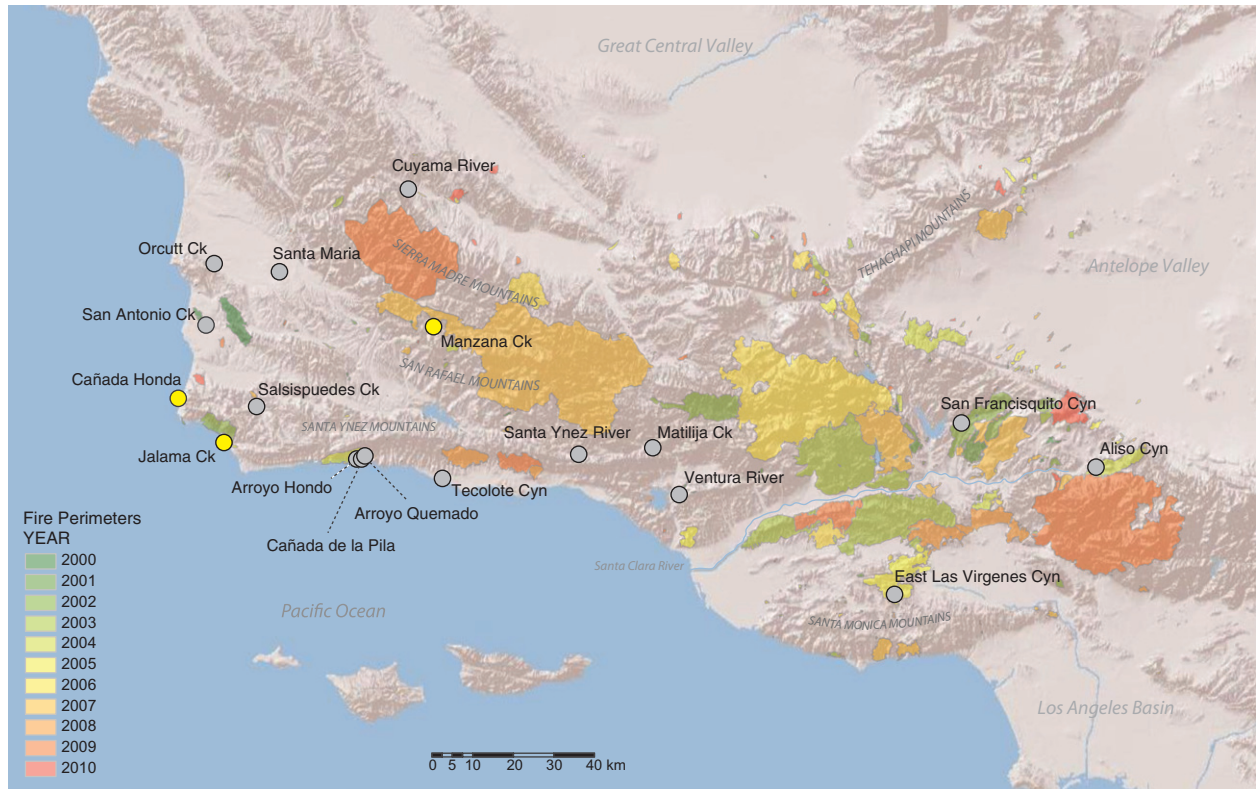 Great Central Valley
Cuyama River
TEHACHAPI MOUNTAINS
Orcutt Ck
Santa Maria
SIERRA MADRE MOUNTAINS
Antelope Valley
San Antonio Ck
Manzana Ck
Cañada Honda
SAN RAFAEL MOUNTAINS
Salsispuedes Ck
San Francisquito Cyn
SANTA YNEZ MOUNTAINS
Santa Ynez River
Matilija Ck
Jalama Ck
Aliso Cyn
Arroyo Hondo
Tecolote Cyn
Ventura River
Arroyo Quemado
Cañada de la Pila
Santa Clara River
East Las Virgenes Cyn
Pacific Ocean
SANTA MONICA MOUNTAINS
Los Angeles Basin
Fire Perimeters
YEAR
2000
2001
2002
2003
2004
2005
2006
2007
2008
2009
2010
0 5 10 20 30 40 km